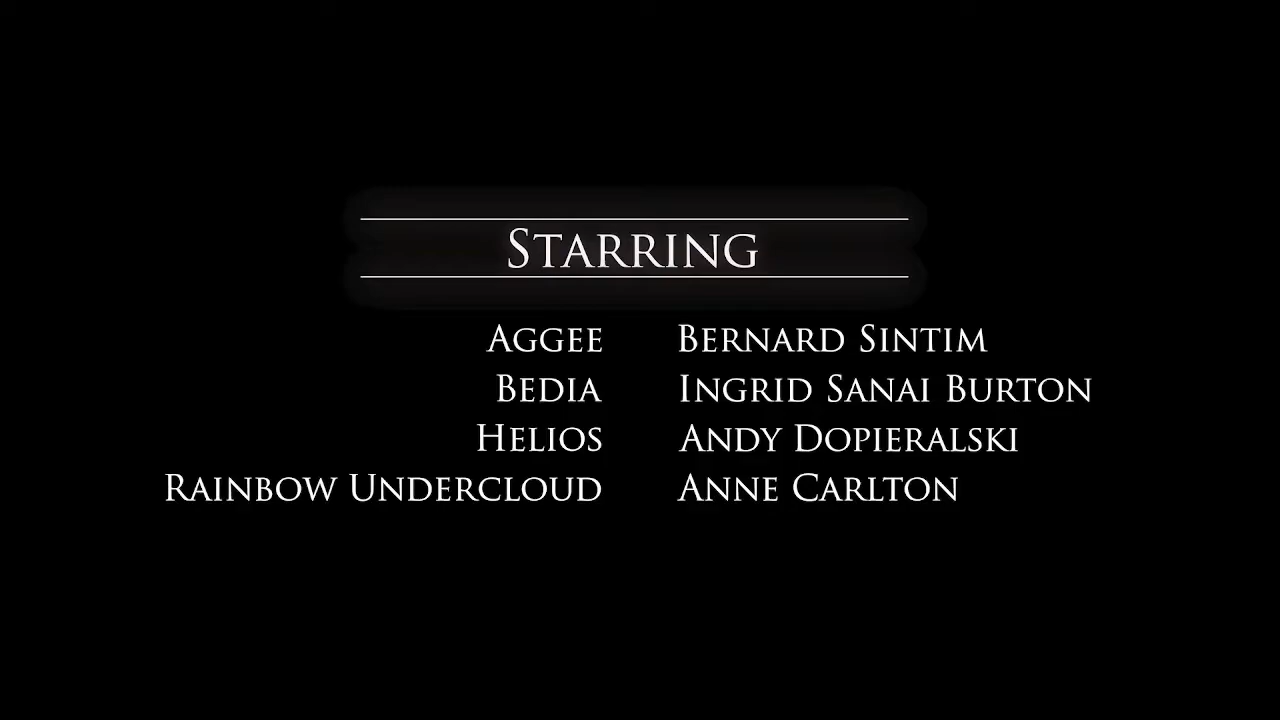 Starring
Aggee Bernard Sintim
Bedia Ingrid Sanai Burton
Helios Andy Dopieralski
Rainbow Undercloud Anne Carlton